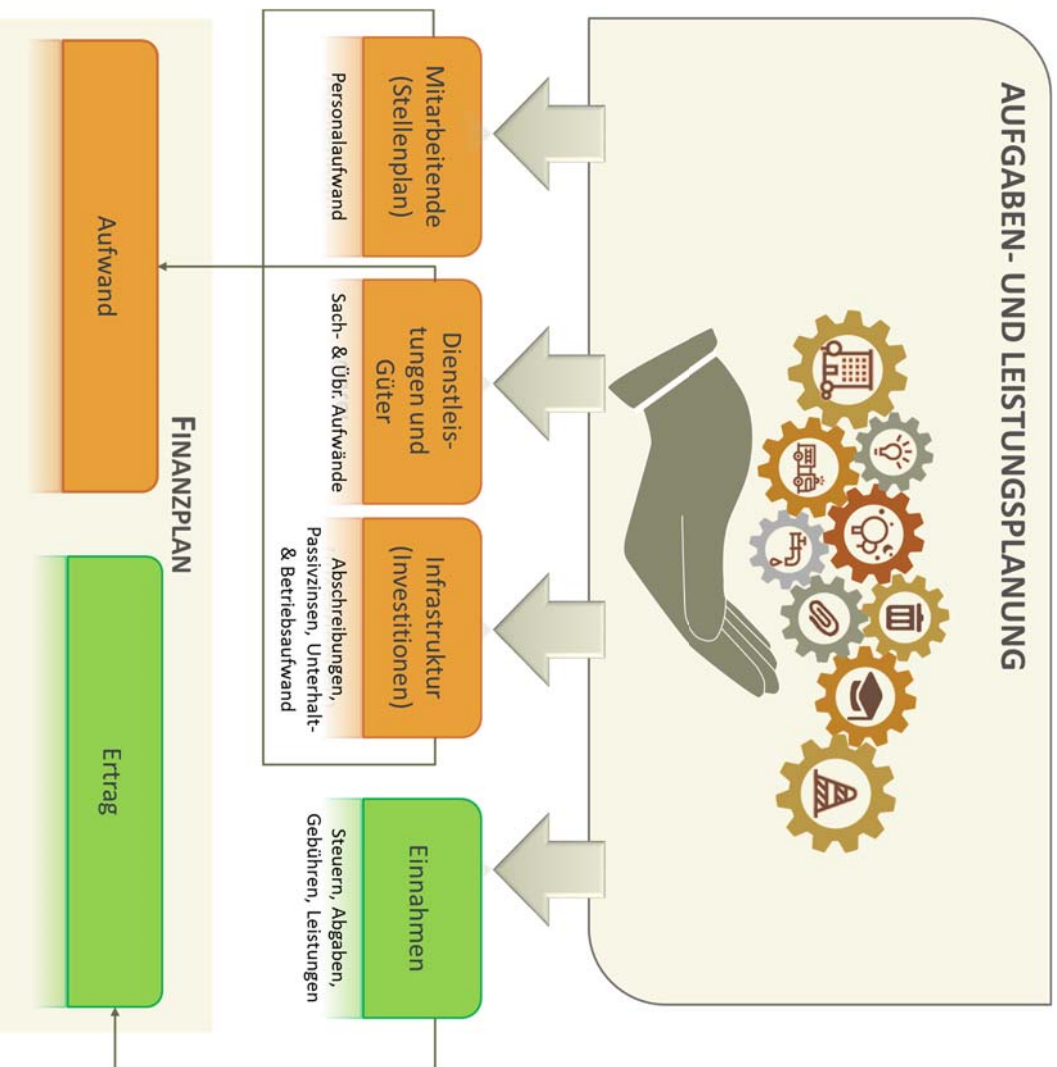 AUFGABEN- UND LEISTUNGSPLANUNG
Mitarbeitende
(Stellenplan)
Personalaufwand
Dienstleis-
tungen und
Güter
Sach- & Übr. Aufwände
Infrastruktur
(Investitionen)
Abschreibungen,
Passivzinsen, Unterhalt-
& Betriebsaufwand
Einnahmen
Steuern, Abgaben,
Gebühren, Leistungen
FINANZPLAN
Aufwand
Ertrag